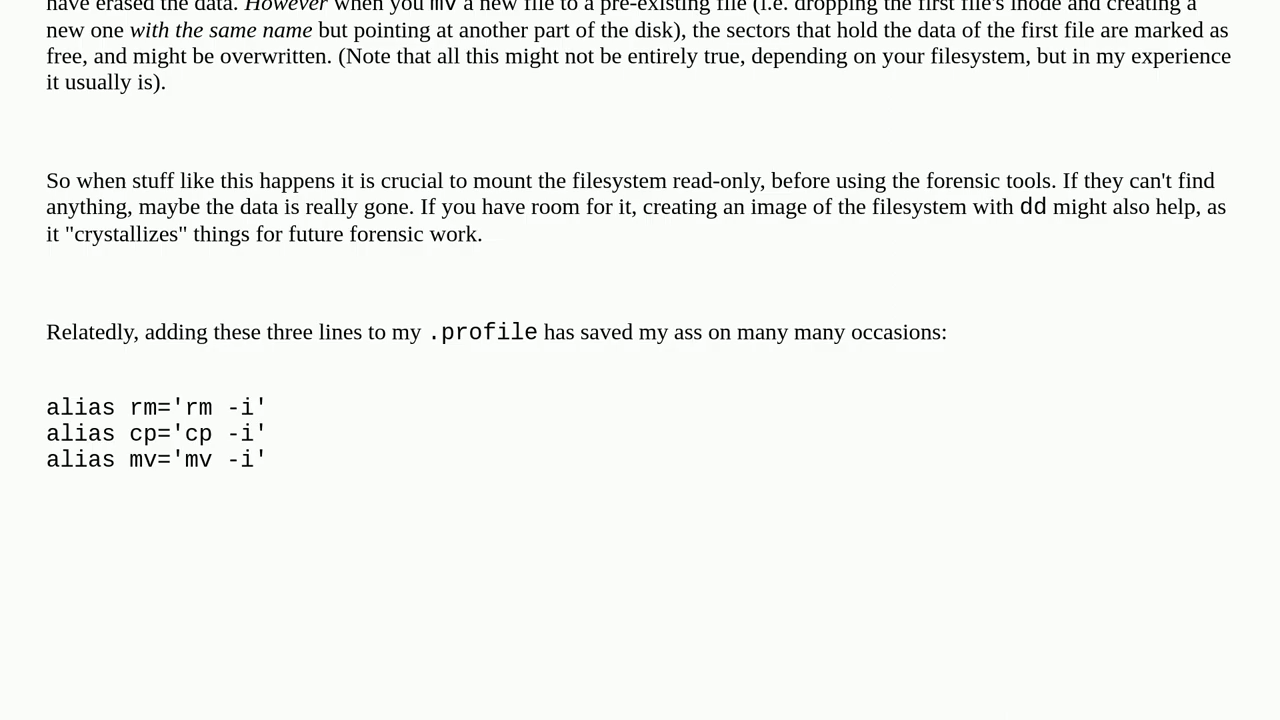 have erased the data. However when you mv a new file to a pre-existing file (i.e. dropping the first file's inode and creating a
new one with the same name but pointing at another part of the disk), the sectors that hold the data of the first file are marked as
free, and might be overwritten. (Note that all this might not be entirely true, depending on your filesystem, but in my experience
it usually is).
So when stuff like this happens it is crucial to mount the filesystem read-only, before using the forensic tools. If they can't find
anything, maybe the data is really gone. If you have room for it, creating an image of the filesystem with dd might also help, as
it "crystallizes" things for future forensic work.
Relatedly, adding these three lines to my .profile has saved my ass on many many occasions:
alias rm='rm -i'
alias cp='cp -i'
alias mv='mv -i'